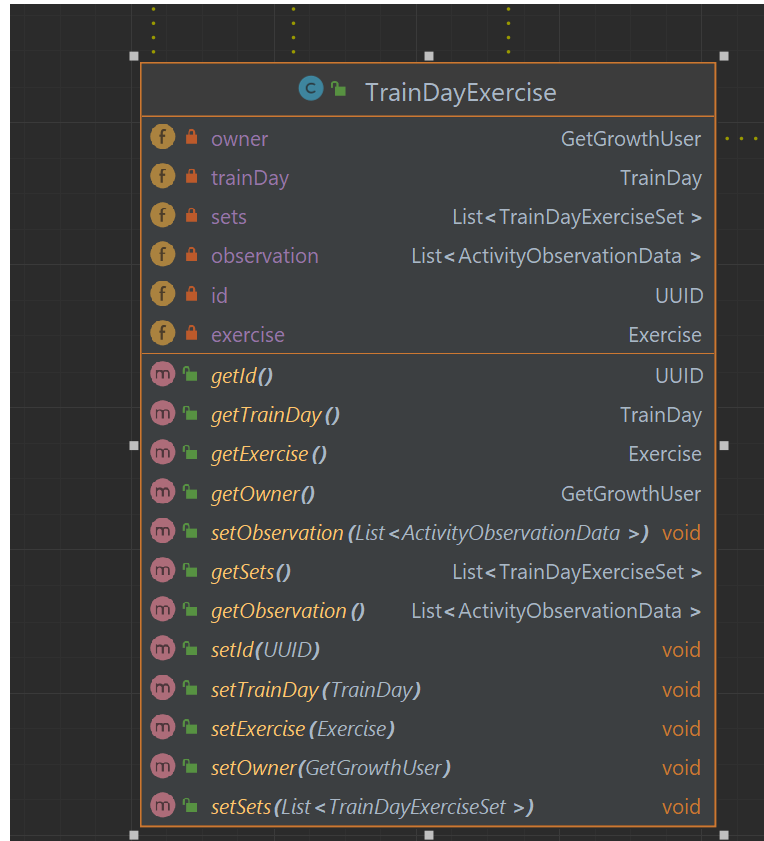 C TrainDayExercise
f owner GetGrowthUser
f trainDay TrainDay
f sets List<TrainDayExerciseSet >
f observation List<ActivityObservationData >
f id UUID
f exercise Exercise
m getId() UUID
m getTrainDay() TrainDay
m getExercise() Exercise
m getOwner() GetGrowthUser
m setObservation(List<ActivityObservationData >) void
m getSets() List<TrainDayExerciseSet >
m getObservation() List<ActivityObservationData >
m setId(UUID) void
m setTrainDay(TrainDay) void
m setExercise(Exercise) void
m setOwner(GetGrowthUser) void
m setSets(List<TrainDayExerciseSet >) void